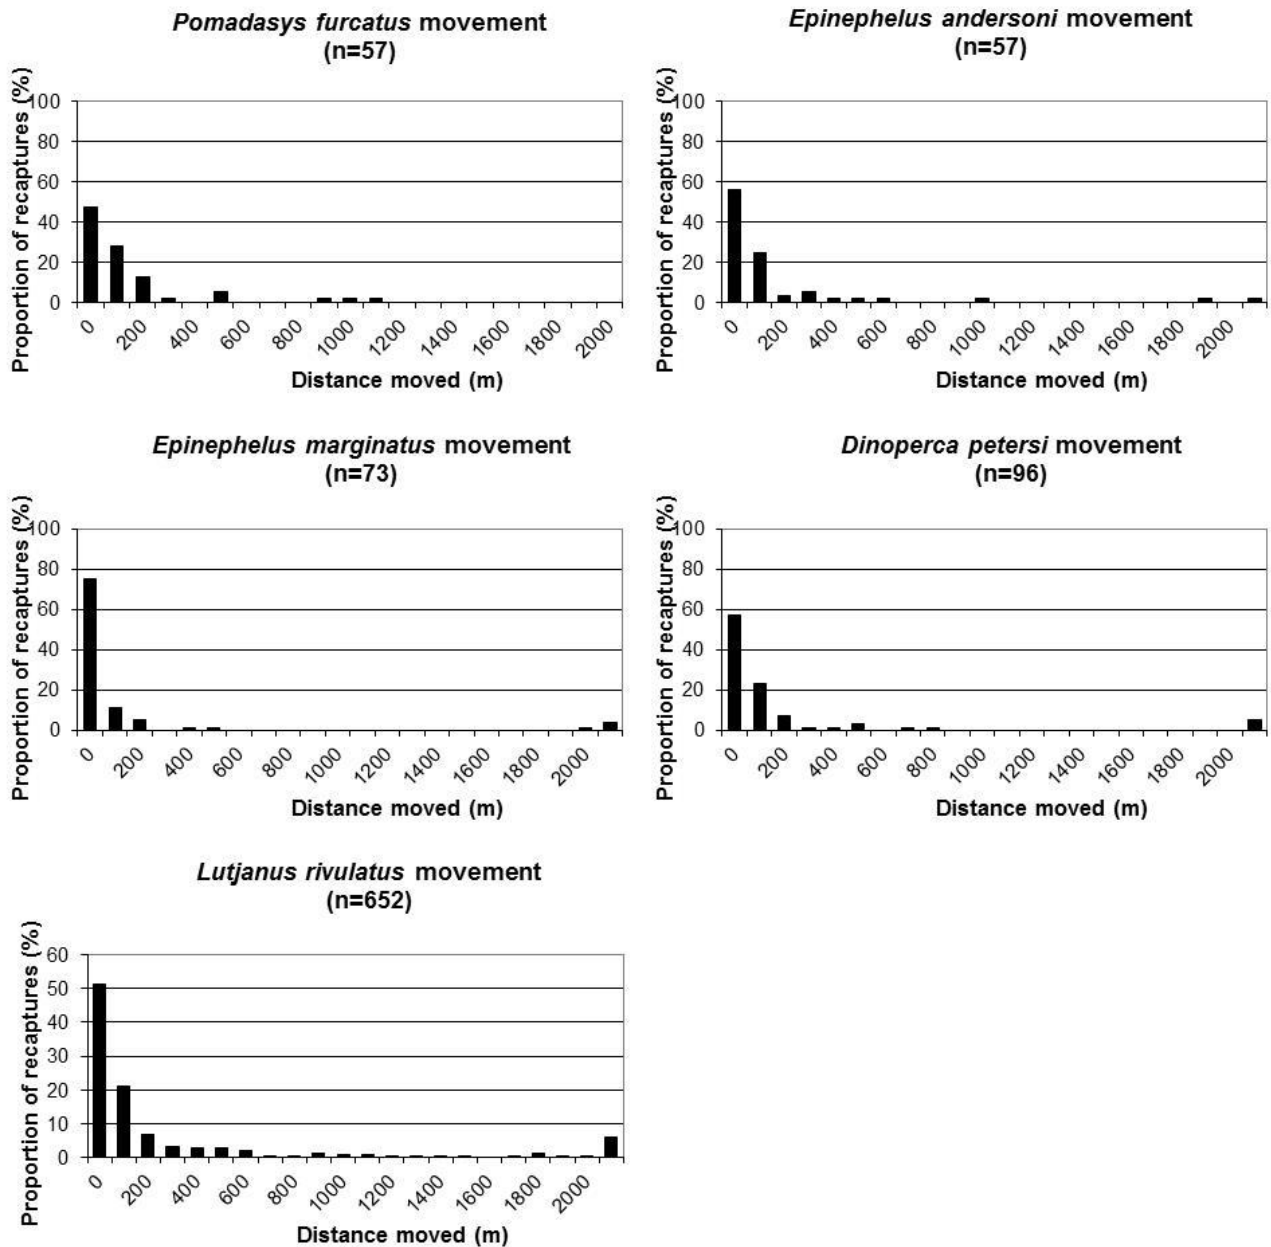 Pomadasys furcatus movement
(n=57)
Proportion of recaptures (%)
100
80
60
40
20
0
0 200 400 600 800 1000 1200 1400 1600 1800 2000
Distance moved (m)
Epinephelus andersoni movement
(n=57)
Proportion of recaptures (%)
100
80
60
40
20
0
0 200 400 600 800 1000 1200 1400 1600 1800 2000
Distance moved (m)
Epinephelus marginatus movement
(n=73)
Proportion of recaptures (%)
100
80
60
40
20
0
0 200 400 600 800 1000 1200 1400 1600 1800 2000
Distance moved (m)
Dinoperca petersi movement
(n=96)
Proportion of recaptures (%)
100
80
60
40
20
0
0 200 400 600 800 1000 1200 1400 1600 1800 2000
Distance moved (m)
Lutjanus rivulatus movement
(n=652)
Proportion of recaptures (%)
60
50
40
30
20
10
0
0 200 400 600 800 1000 1200 1400 1600 1800 2000
Distance moved (m)